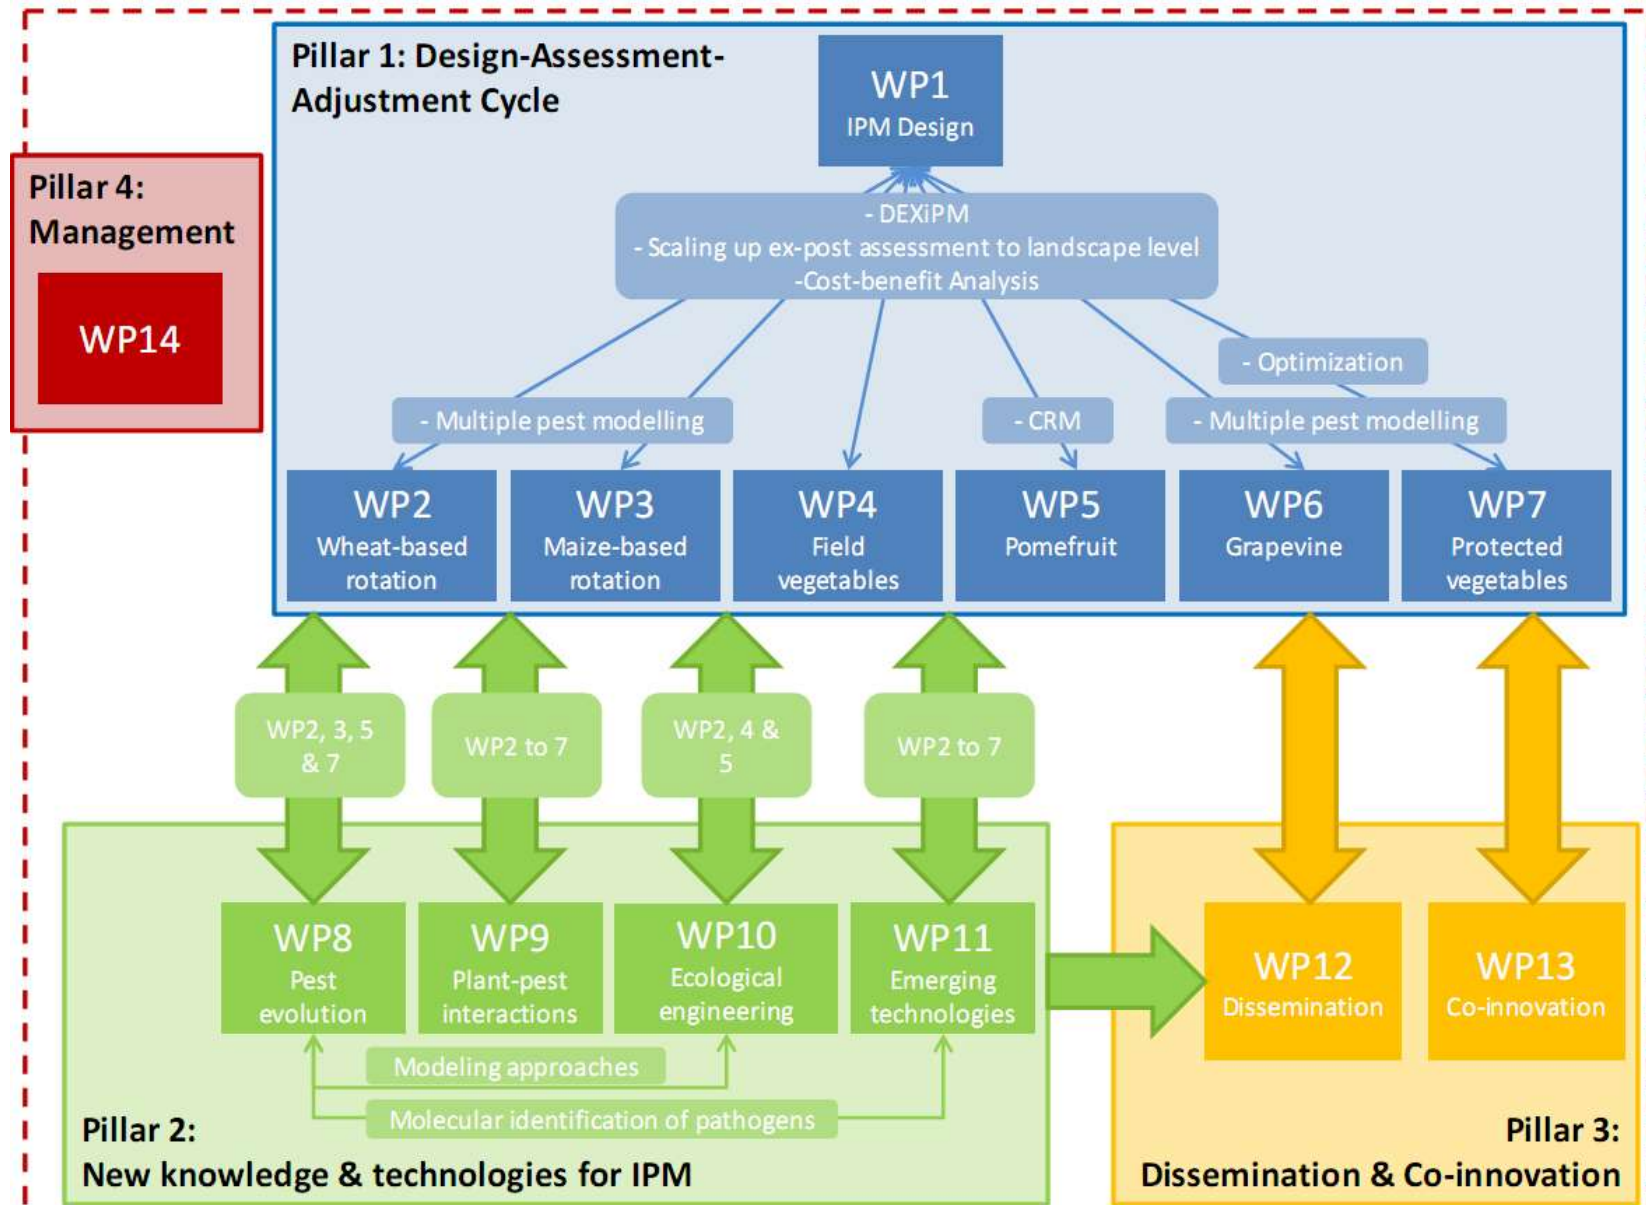 Pillar 1: Design-Assessment-
Adjustment Cycle
WP1
IPM Design
Pillar 4:
Management
WP14
- DEXiPM
- Scaling up ex-post assessment to landscape level
-Cost-benefit Analysis
- Optimization
- Multiple pest modelling
- CRM
- Multiple pest modelling
WP2
Wheat-based
rotation
WP3
Maize-based
rotation
WP4
Field
vegetables
WP5
Pomefruit
WP6
Grapevine
WP7
Protected
vegetables
WP2, 3, 5
& 7
WP2 to 7
WP2, 4 &
5
WP2 to 7
WP8
Pest
evolution
WP9
Plant-pest
interactions
WP10
Ecological
engineering
WP11
Emerging
technologies
WP12
Dissemination
WP13
Co-innovation
Modeling approaches
Molecular identification of pathogens
Pillar 2:
New knowledge & technologies for IPM
Pillar 3:
Dissemination & Co-innovation